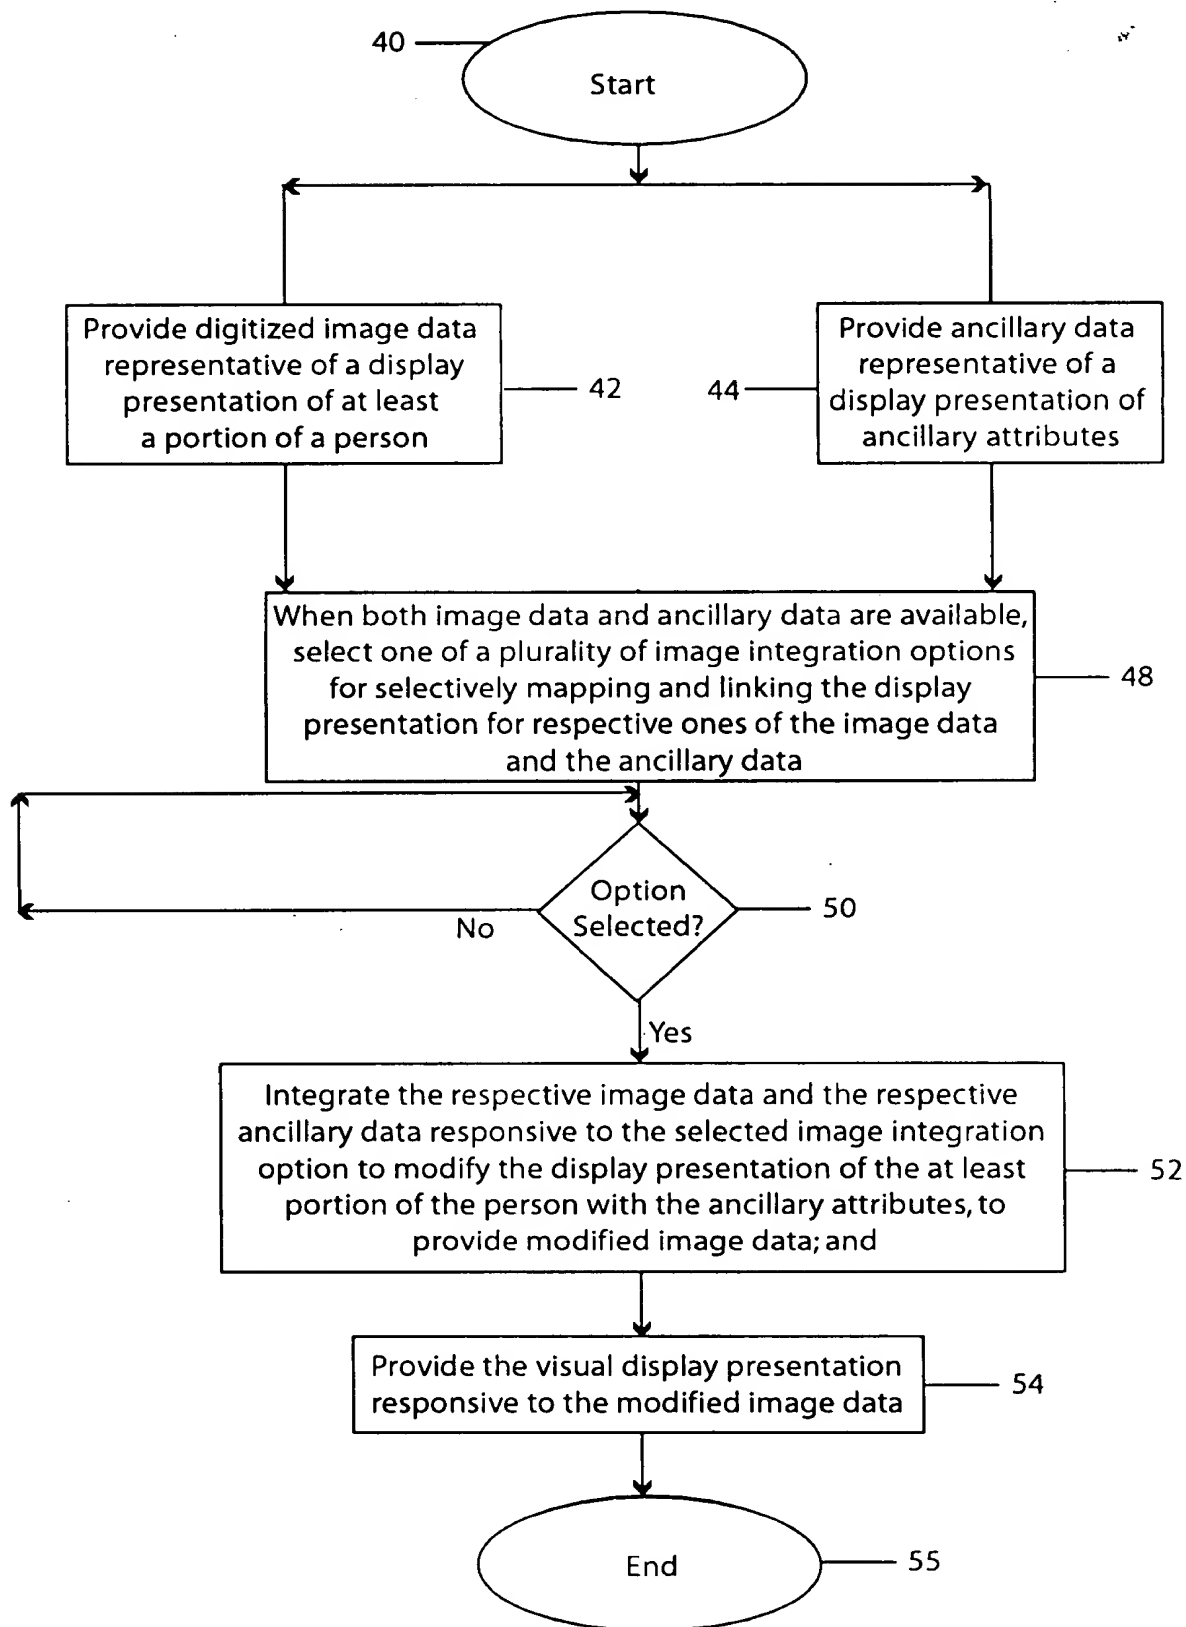 40
Start
Provide digitized image data
representative of a display
presentation of at least
a portion of a person
42
44
Provide ancillary data
representative of a
display presentation of
ancillary attributes
When both image data and ancillary data are available,
select one of a plurality of image integration options
for selectively mapping and linking the display
presentation for respective ones of the image data
and the ancillary data
48
Option
Selected?
50
No
Yes
Integrate the respective image data and the respective
ancillary data responsive to the selected image integration
option to modify the display presentation of the at least
portion of the person with the ancillary attributes, to
provide modified image data; and
52
Provide the visual display presentation
responsive to the modified image data
54
End
55